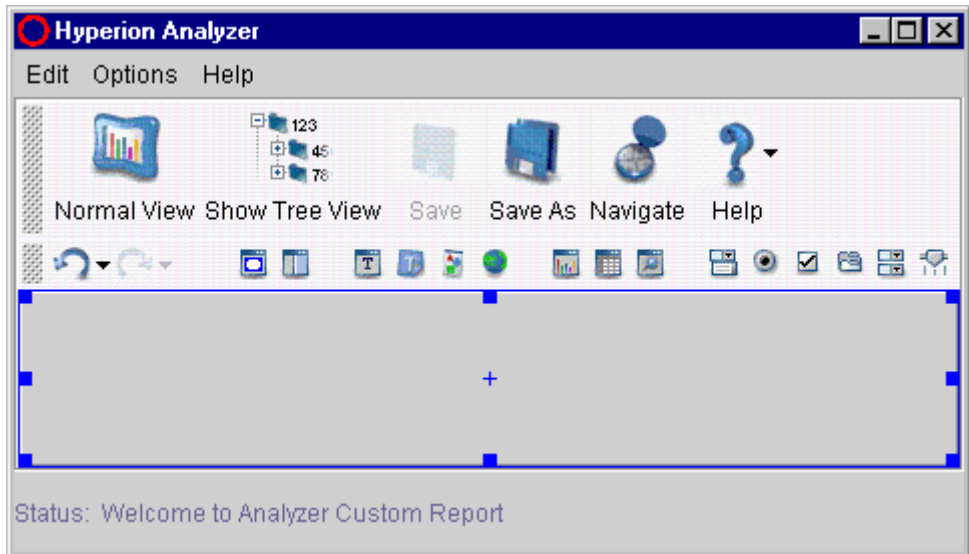 Hyperion Analyzer
Edit Options Help
123
45
78
Normal View Show Tree View Save Save As Navigate Help
T
Status: Welcome to Analyzer Custom Report